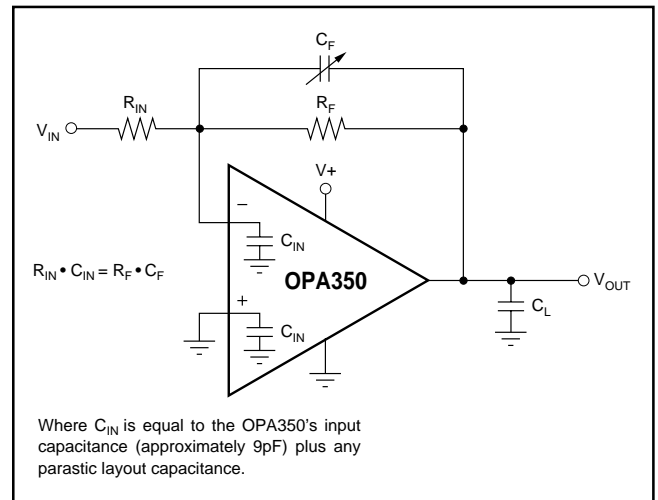 C_F
R_IN
R_F
V_IN
V+
–
C_IN
R_IN • C_IN = R_F • C_F
OPA350
V_OUT
+
C_IN
C_L
Where C_IN is equal to the OPA350's input
capacitance (approximately 9pF) plus any
parastic layout capacitance.